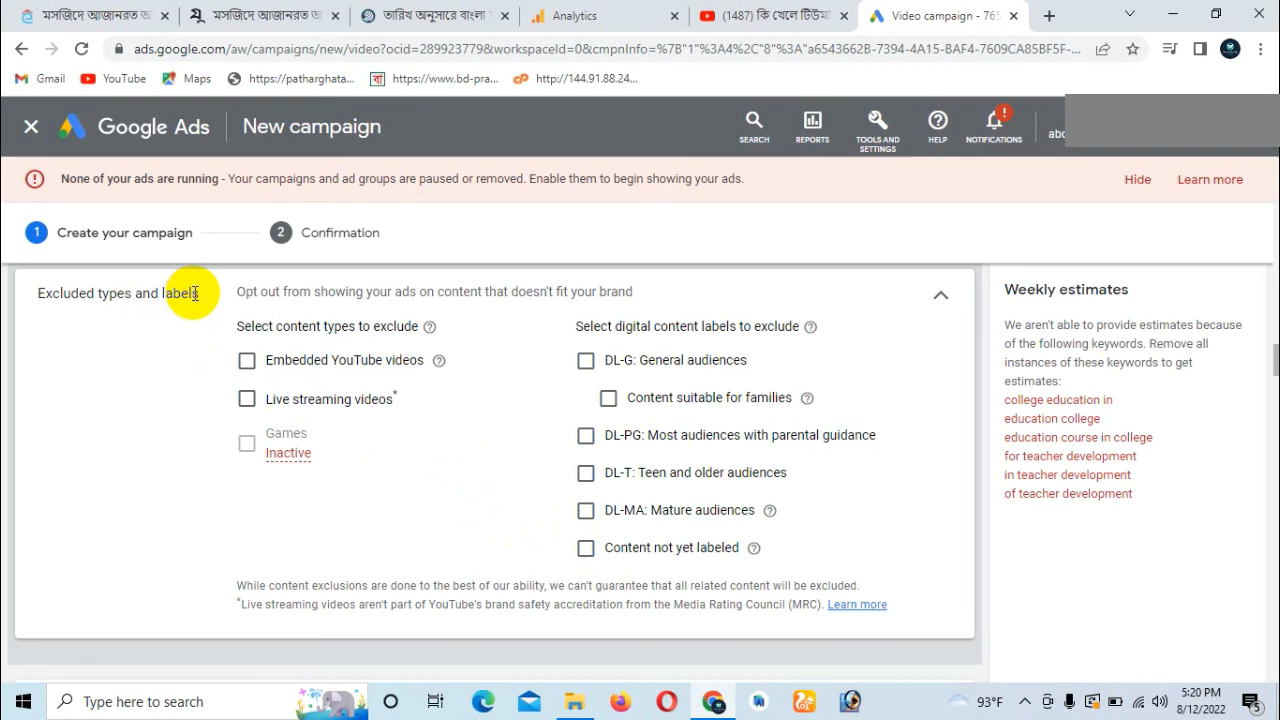 মসজিদে আজানরত অ
মসজিদে আজানরত অ
তারিখ অনুসারে বাংলা
Analytics
(1487) কি খেলে টিউমা
Video campaign - 765
ads.google.com/aw/campaigns/new/video?ocid=289923779&workspaceId=0&cmpnInfo=%7B"1"%3A4%2C"8"%3A"a6543662B-7394-4A15-BAF4-7609CA85BF5F-...
Gmail
YouTube
Maps
https://patharghata...
https://www.bd-pra...
http://144.91.88.24...
Google Ads
New campaign
SEARCH
REPORTS
TOOLS AND SETTINGS
HELP
NOTIFICATIONS
abo
None of your ads are running - Your campaigns and ad groups are paused or removed. Enable them to begin showing your ads.
Hide
Learn more
1 Create your campaign
2 Confirmation
Excluded types and labels
Opt out from showing your ads on content that doesn't fit your brand
Select content types to exclude
Embedded YouTube videos
Live streaming videos*
Games
Inactive
Select digital content labels to exclude
DL-G: General audiences
Content suitable for families
DL-PG: Most audiences with parental guidance
DL-T: Teen and older audiences
DL-MA: Mature audiences
Content not yet labeled
While content exclusions are done to the best of our ability, we can't guarantee that all related content will be excluded.
*Live streaming videos aren't part of YouTube's brand safety accreditation from the Media Rating Council (MRC). Learn more
Weekly estimates
We aren't able to provide estimates because
of the following keywords. Remove all
instances of these keywords to get
estimates:
college education in
education college
education course in college
for teacher development
in teacher development
of teacher development
Type here to search
93°F
5:20 PM
8/12/2022
5